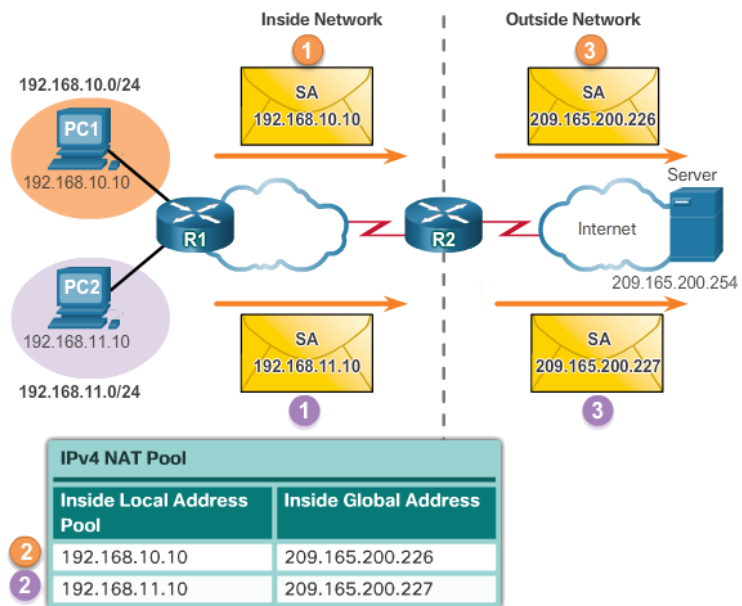 Inside Network
Outside Network
1
3
192.168.10.0/24
SA
192.168.10.10
SA
209.165.200.226
PC1
192.168.10.10
Server
R1
R2
Internet
PC2
192.168.11.10
209.165.200.254
SA
192.168.11.10
SA
209.165.200.227
192.168.11.0/24
1
3
IPv4 NAT Pool
Inside Local Address
Pool
Inside Global Address
2
192.168.10.10
209.165.200.226
2
192.168.11.10
209.165.200.227